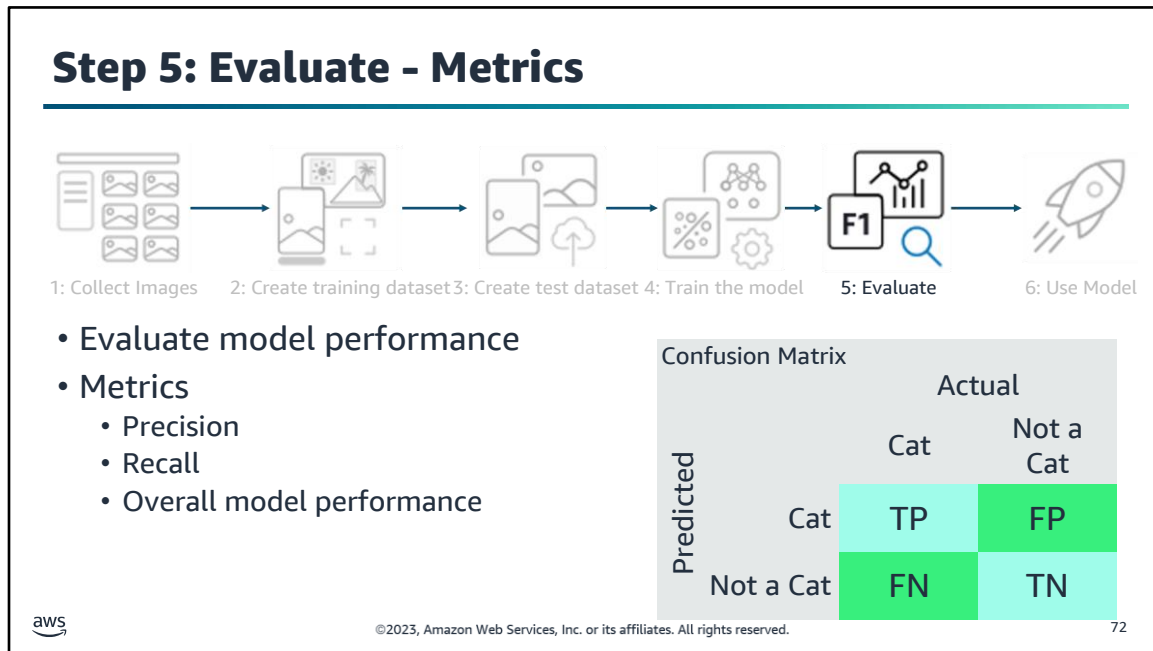 Step 5: Evaluate - Metrics
F1
1: Collect Images
2: Create training dataset
3: Create test dataset
4: Train the model
5: Evaluate
6: Use Model
• Evaluate model performance
• Metrics
• Precision
• Recall
• Overall model performance
Confusion Matrix
Actual
Cat
Not a
Cat
Predicted
Cat
TP
FP
Not a Cat
FN
TN
aws
©2023, Amazon Web Services, Inc. or its affiliates. All rights reserved.
72